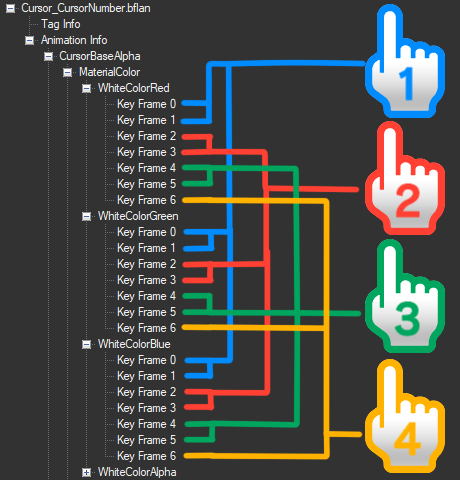 Cursor_CursorNumber.bflan
Tag Info
Animation Info
CursorBaseAlpha
MaterialColor
WhiteColorRed
Key Frame 0
Key Frame 1
Key Frame 2
Key Frame 3
Key Frame 4
Key Frame 5
Key Frame 6
WhiteColorGreen
Key Frame 0
Key Frame 1
Key Frame 2
Key Frame 3
Key Frame 4
Key Frame 5
Key Frame 6
WhiteColorBlue
Key Frame 0
Key Frame 1
Key Frame 2
Key Frame 3
Key Frame 4
Key Frame 5
Key Frame 6
WhiteColorAlpha
1
2
3
4